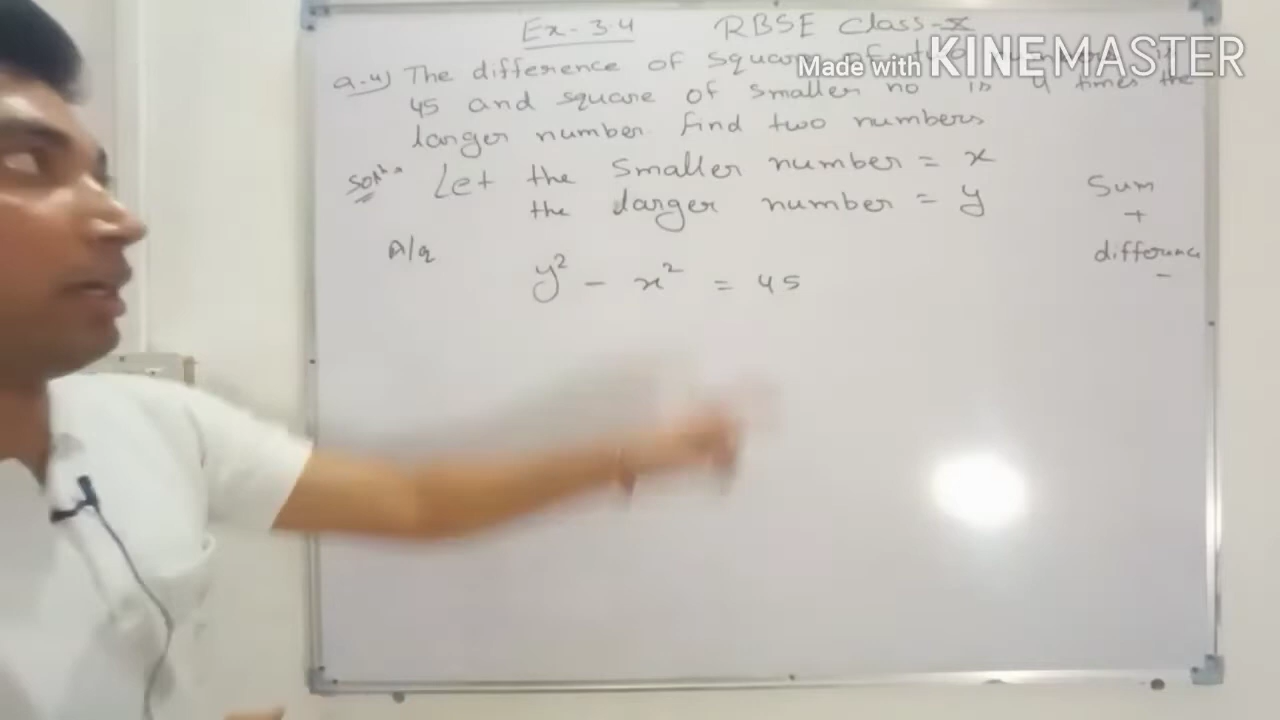 Ex-3.4 RBSE Class-x
Made with KINEMASTER
Q-4) The difference of square of two
45 and square of smaller no is 4 times the
larger number. find two numbers
Soln- Let the smaller number = x
the larger number = y
Sum
+
difference
-
A/q
y² - x² = 45